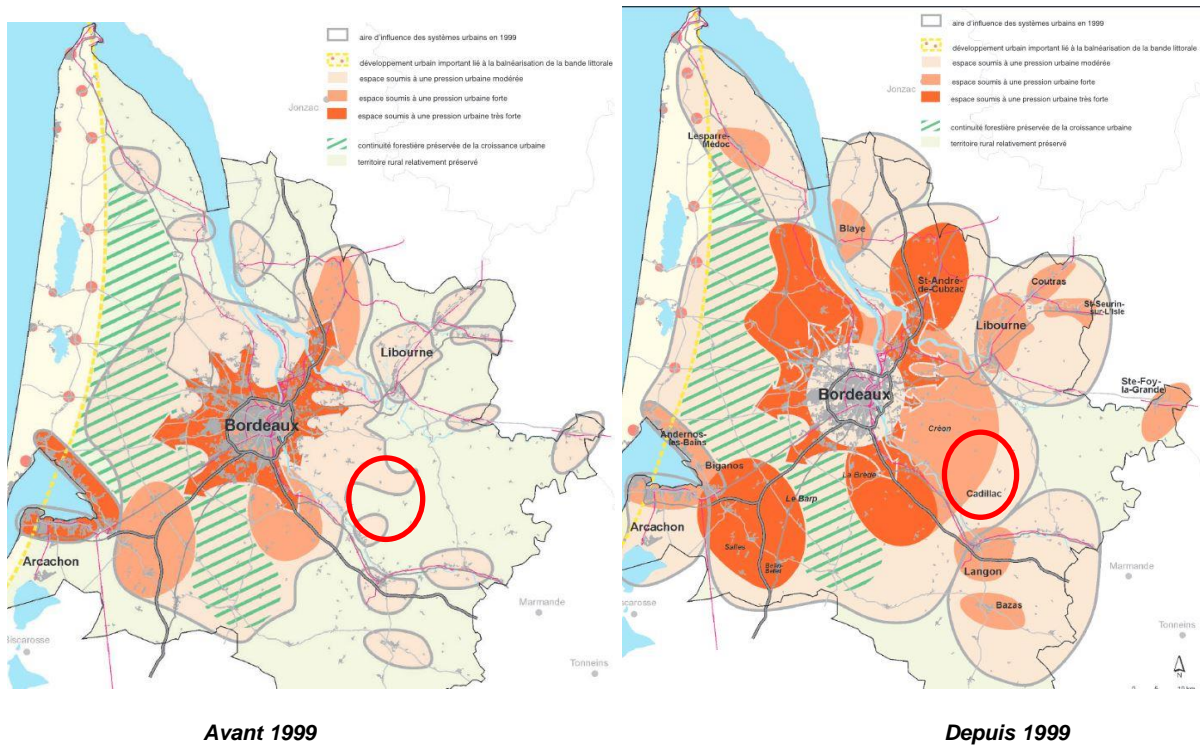 aire d'influence des systèmes urbains en 1999
développement urbain important lié à la balnéarisation de la bande littorale
espace soumis à une pression urbaine modérée
espace soumis à une pression urbaine forte
espace soumis à une pression urbaine très forte
continuité forestière préservée de la croissance urbaine
territoire rural relativement préservé
Jonzac
Libourne
Bordeaux
Arcachon
Biscarosse
Marmande
Tonneins
Avant 1999
aire d'influence des systèmes urbains en 1999
développement urbain important lié à la balnéarisation de la bande littorale
espace soumis à une pression urbaine modérée
espace soumis à une pression urbaine forte
espace soumis à une pression urbaine très forte
continuité forestière préservée de la croissance urbaine
territoire rural relativement préservé
Jonzac
Lesparre-
Médoc
Blaye
St-André-
de-Cubzac
Coutras
St-Seurin-
sur-L'Isle
Libourne
Ste-Foy-
la-Grande
Bordeaux
Créon
Andernos-
les-Bains
Biganos
La Brède
Le Barp
Cadillac
Arcachon
Salles
Belin-
Beliet
Langon
Marmande
Bazas
Biscarosse
Tonneins
N
Depuis 1999